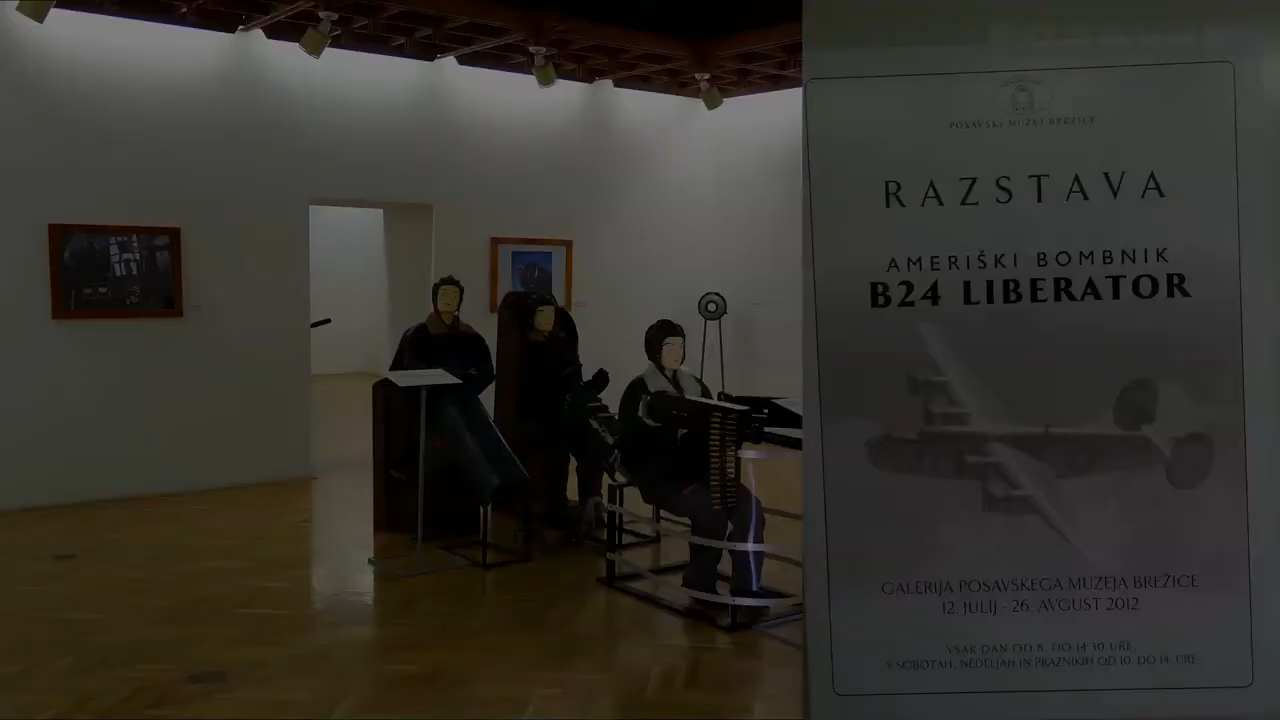 POSAVSKI MUZEJ BREŽICE
RAZSTAVA
AMERIŠKI BOMBNIK
B24 LIBERATOR
GALERIJA POSAVSKEGA MUZEJA BREŽICE
12. JULIJ - 26. AVGUST 2012
VSAK DAN OD 8. DO 14.30 URE,
V SOBOTAH, NEDELJAH IN PRAZNIKIH OD 10. DO 14. URE